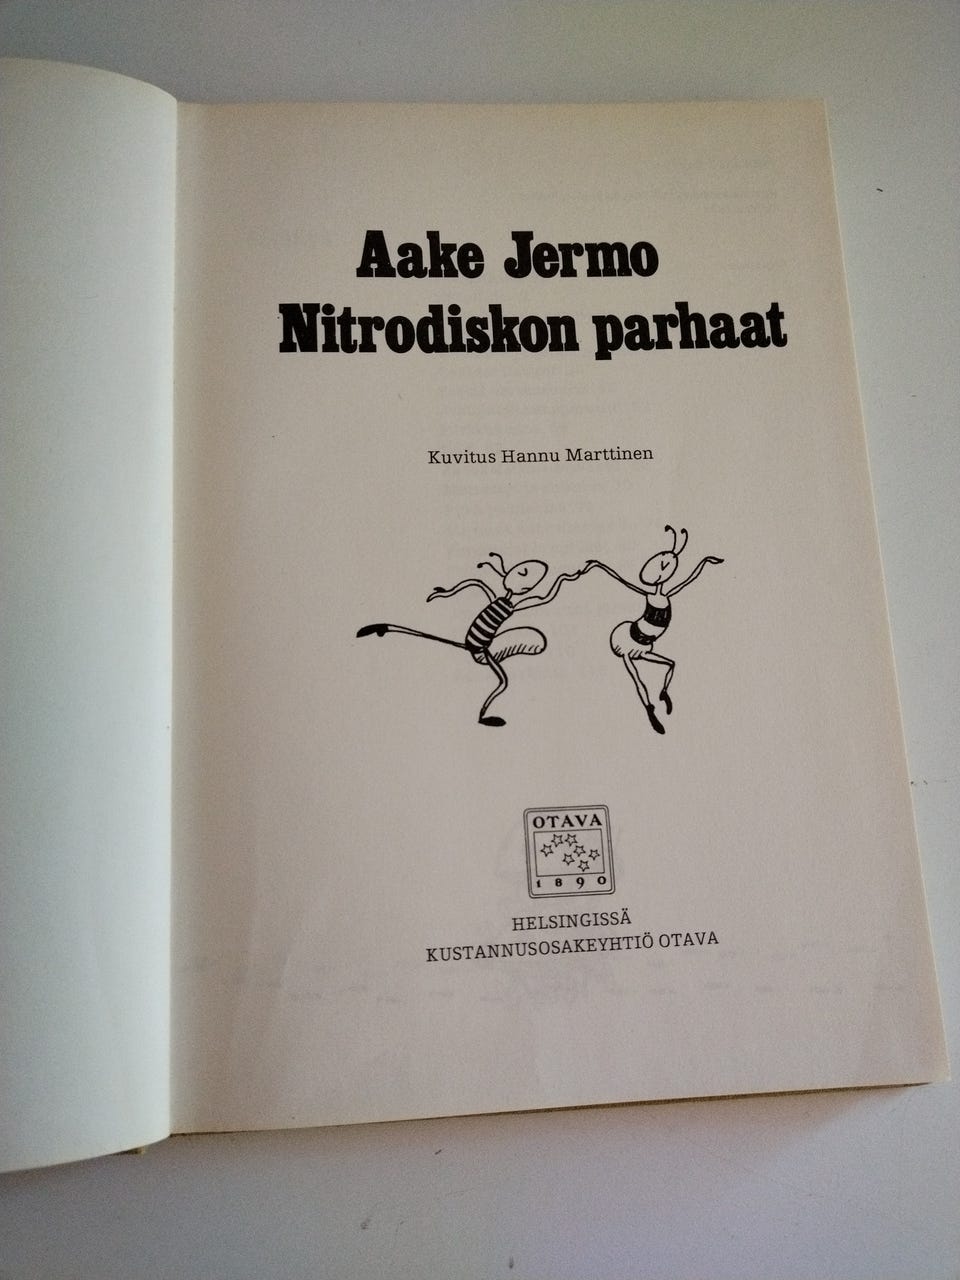 Aake Jermo
Nitrodiskon parhaat
Kuvitus Hannu Marttinen
OTAVA
1890
HELSINGISSÄ
KUSTANNUSOSAKEYHTIÖ OTAVA